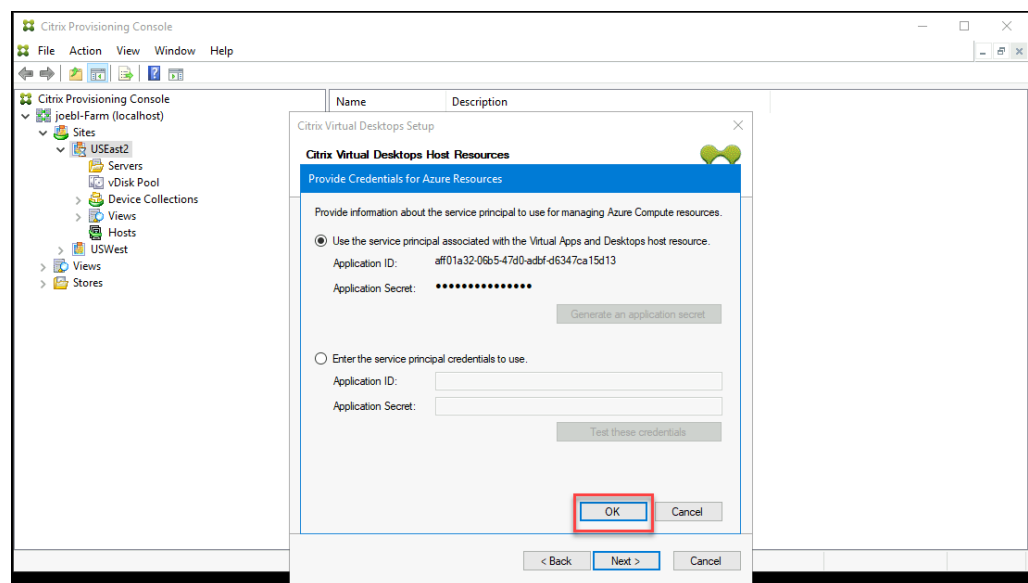 Citrix Provisioning Console
File Action View Window Help
Citrix Provisioning Console
joebl-Farm (localhost)
Sites
USEast2
Servers
vDisk Pool
Device Collections
Views
Hosts
USWest
Views
Stores
Name Description
Citrix Virtual Desktops Setup
Citrix Virtual Desktops Host Resources
Provide Credentials for Azure Resources
Provide information about the service principal to use for managing Azure Compute resources.
Use the service principal associated with the Virtual Apps and Desktops host resource.
Application ID: aff01a32-06b5-47d0-adbf-d6347ca15d13
Application Secret: ●●●●●●●●●●●●●●●
Generate an application secret
Enter the service principal credentials to use.
Application ID:
Application Secret:
Test these credentials
OK Cancel
< Back Next > Cancel